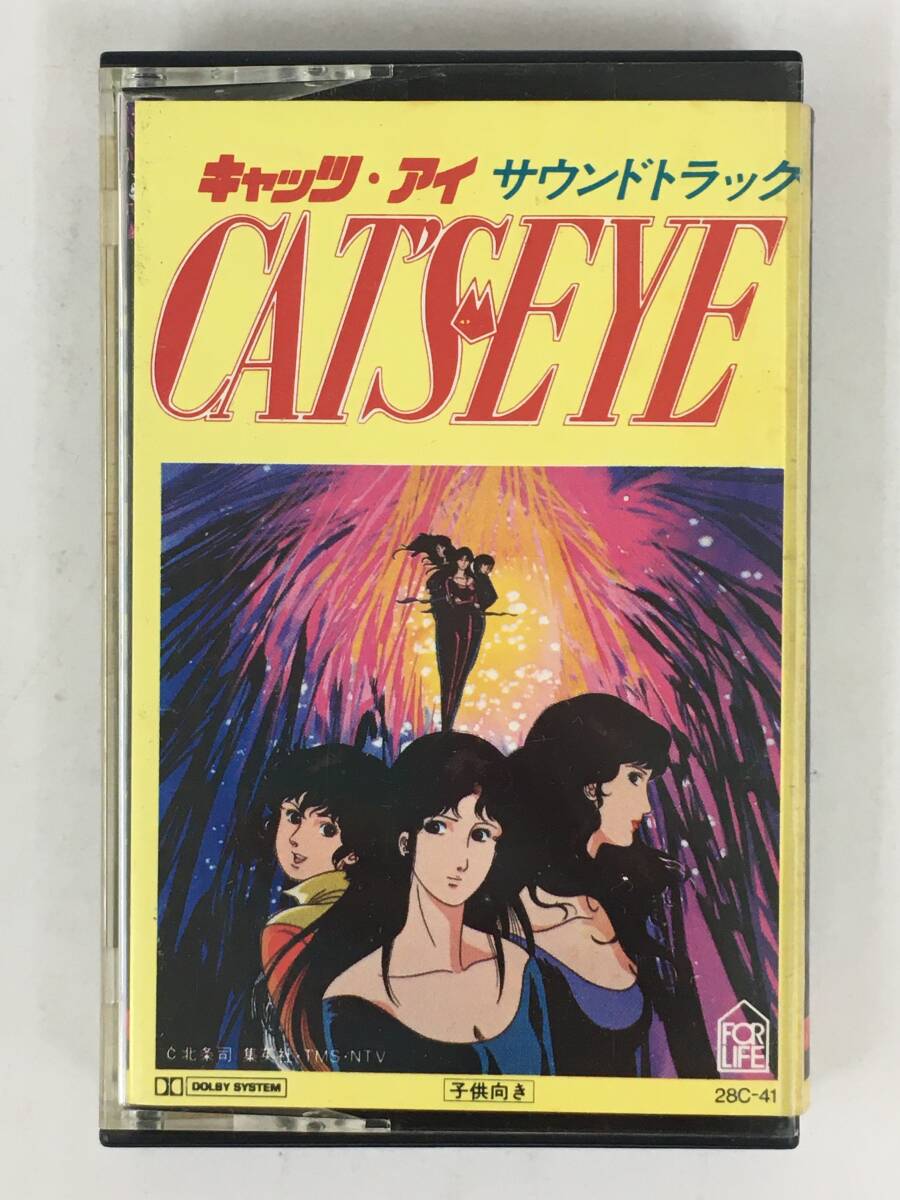 キャッツ・アイ サウンドトラック
CAT'S EYE
FOR
LIFE
C北条司 集英社・TMS・NTV
DOLBY SYSTEM
子供向き
28C-41